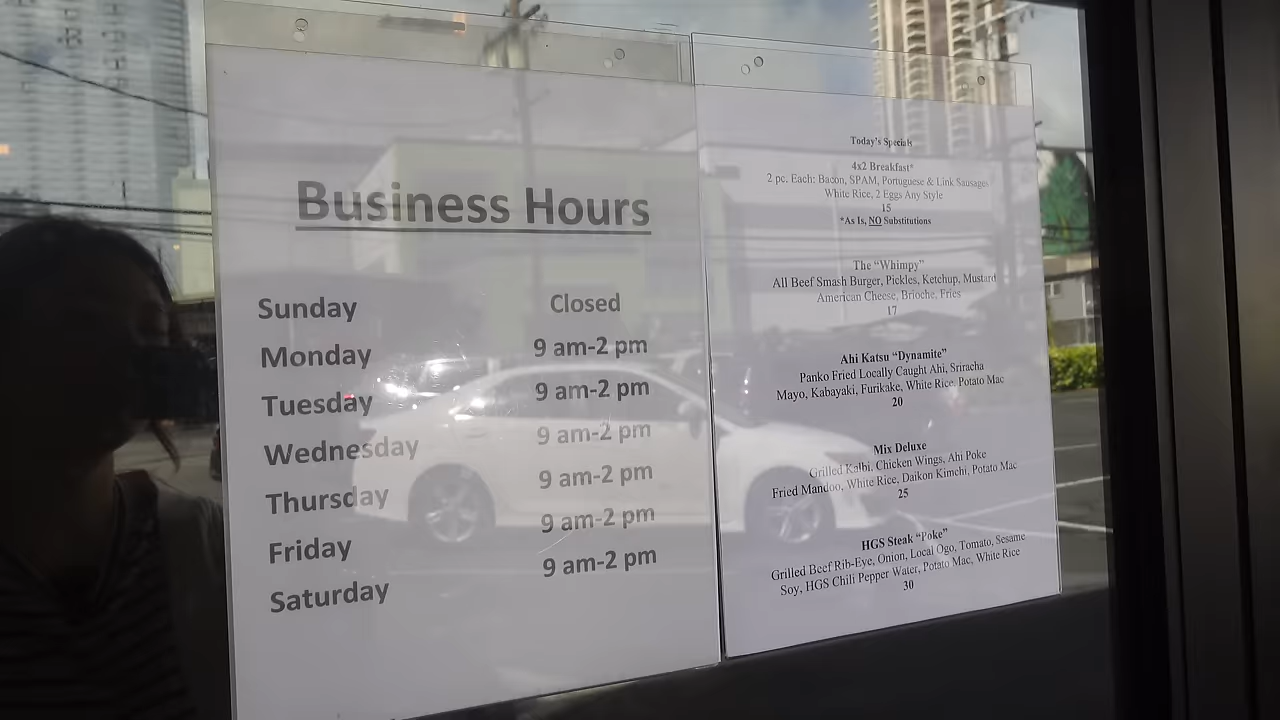 Business Hours
Sunday Closed
Monday 9 am-2 pm
Tuesday 9 am-2 pm
Wednesday 9 am-2 pm
Thursday 9 am-2 pm
Friday 9 am-2 pm
Saturday 9 am-2 pm
Today's Specials
4x2 Breakfast*
2 pc. Each: Bacon, SPAM, Portuguese & Link Sausages
White Rice, 2 Eggs Any Style
15
*As Is, NO Substitutions
The “Whimpy”
All Beef Smash Burger, Pickles, Ketchup, Mustard
American Cheese, Brioche, Fries
17
Ahi Katsu “Dynamite”
Panko Fried Locally Caught Ahi, Sriracha
Mayo, Kabayaki, Furikake, White Rice, Potato Mac
20
Mix Deluxe
Grilled Kalbi, Chicken Wings, Ahi Poke
Fried Mandoo, White Rice, Daikon Kimchi, Potato Mac
25
HGS Steak “Poke”
Grilled Beef Rib-Eye, Onion, Local Ogo, Tomato, Sesame
Soy, HGS Chili Pepper Water, Potato Mac, White Rice
30